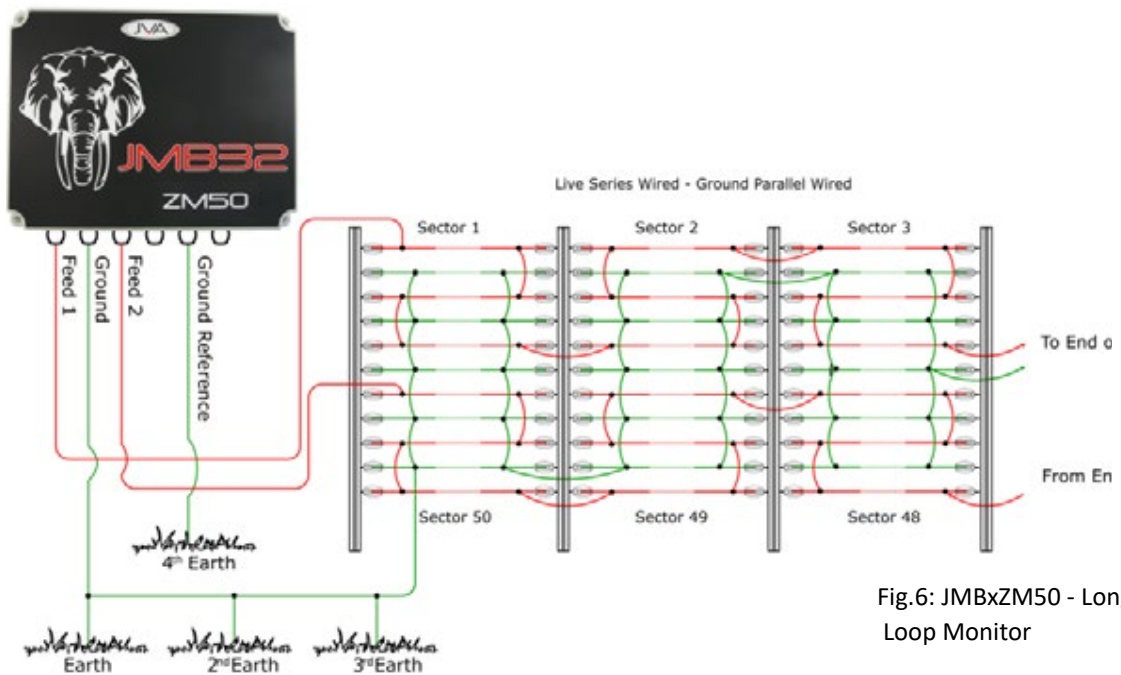 JVA
JMB32
ZM50
Feed 1
Ground
Feed 2
Ground Reference
Live Series Wired - Ground Parallel Wired
Sector 1
Sector 2
Sector 3
To End o
From En
Sector 50
Sector 49
Sector 48
4th Earth
Earth
2nd Earth
3rd Earth
Fig.6: JMBxZM50 - Lon
Loop Monitor